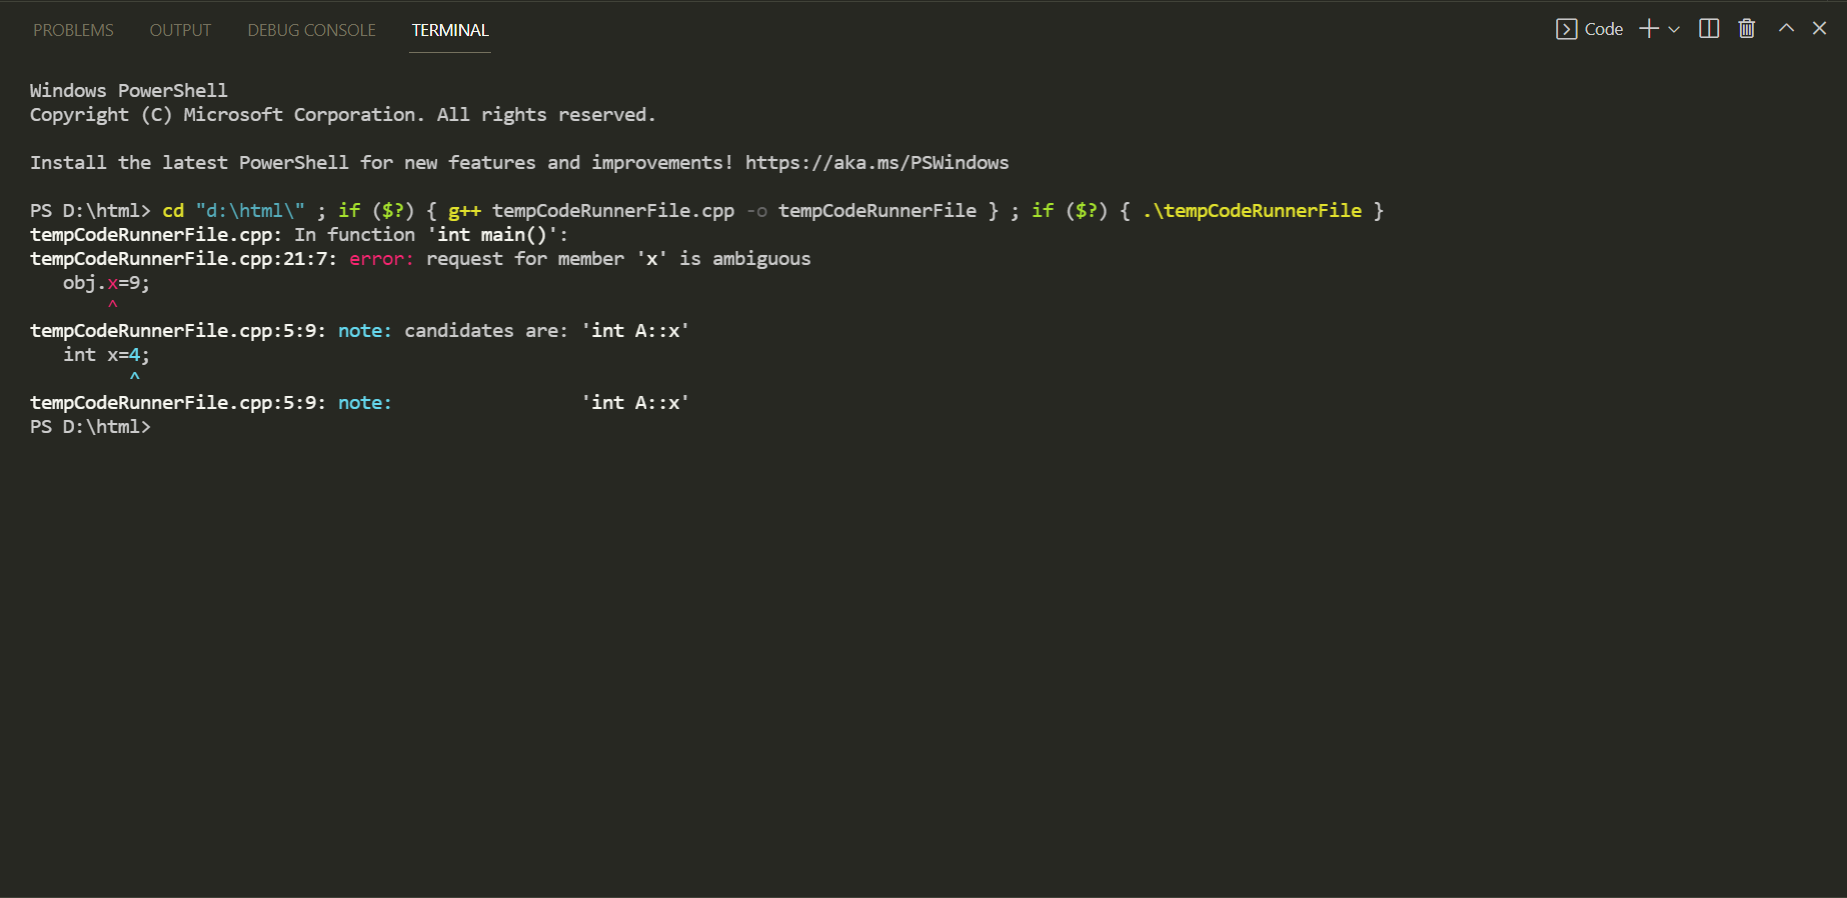 PROBLEMS OUTPUT DEBUG CONSOLE TERMINAL Code
Windows PowerShell
Copyright (C) Microsoft Corporation. All rights reserved.
Install the latest PowerShell for new features and improvements! https://aka.ms/PSWindows
PS D:\html> cd "d:\html\" ; if ($?) { g++ tempCodeRunnerFile.cpp -o tempCodeRunnerFile } ; if ($?) { .\tempCodeRunnerFile }
tempCodeRunnerFile.cpp: In function 'int main()':
tempCodeRunnerFile.cpp:21:7: error: request for member 'x' is ambiguous
obj.x=9;
^
tempCodeRunnerFile.cpp:5:9: note: candidates are: 'int A::x'
int x=4;
^
tempCodeRunnerFile.cpp:5:9: note: 'int A::x'
PS D:\html>